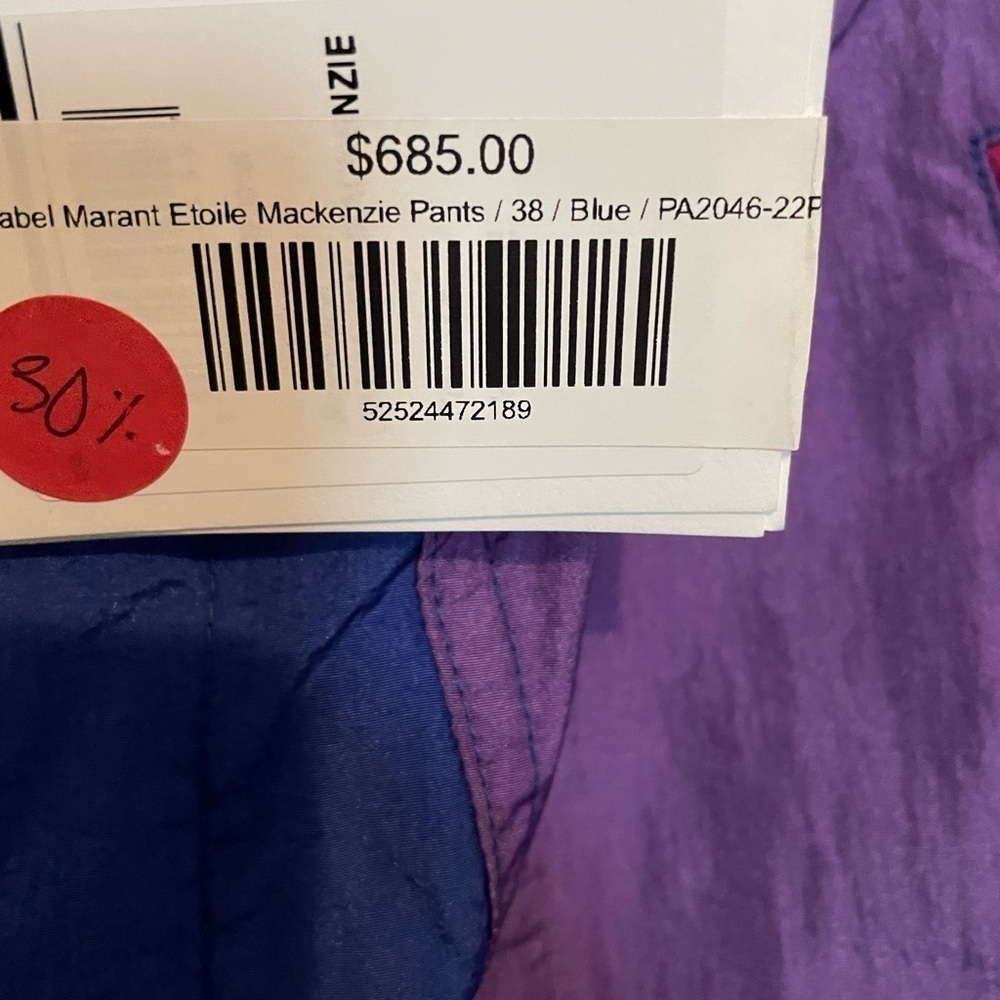 NZIE
$685.00
abel Marant Etoile Mackenzie Pants / 38 / Blue / PA2046-22P
52524472189
30%